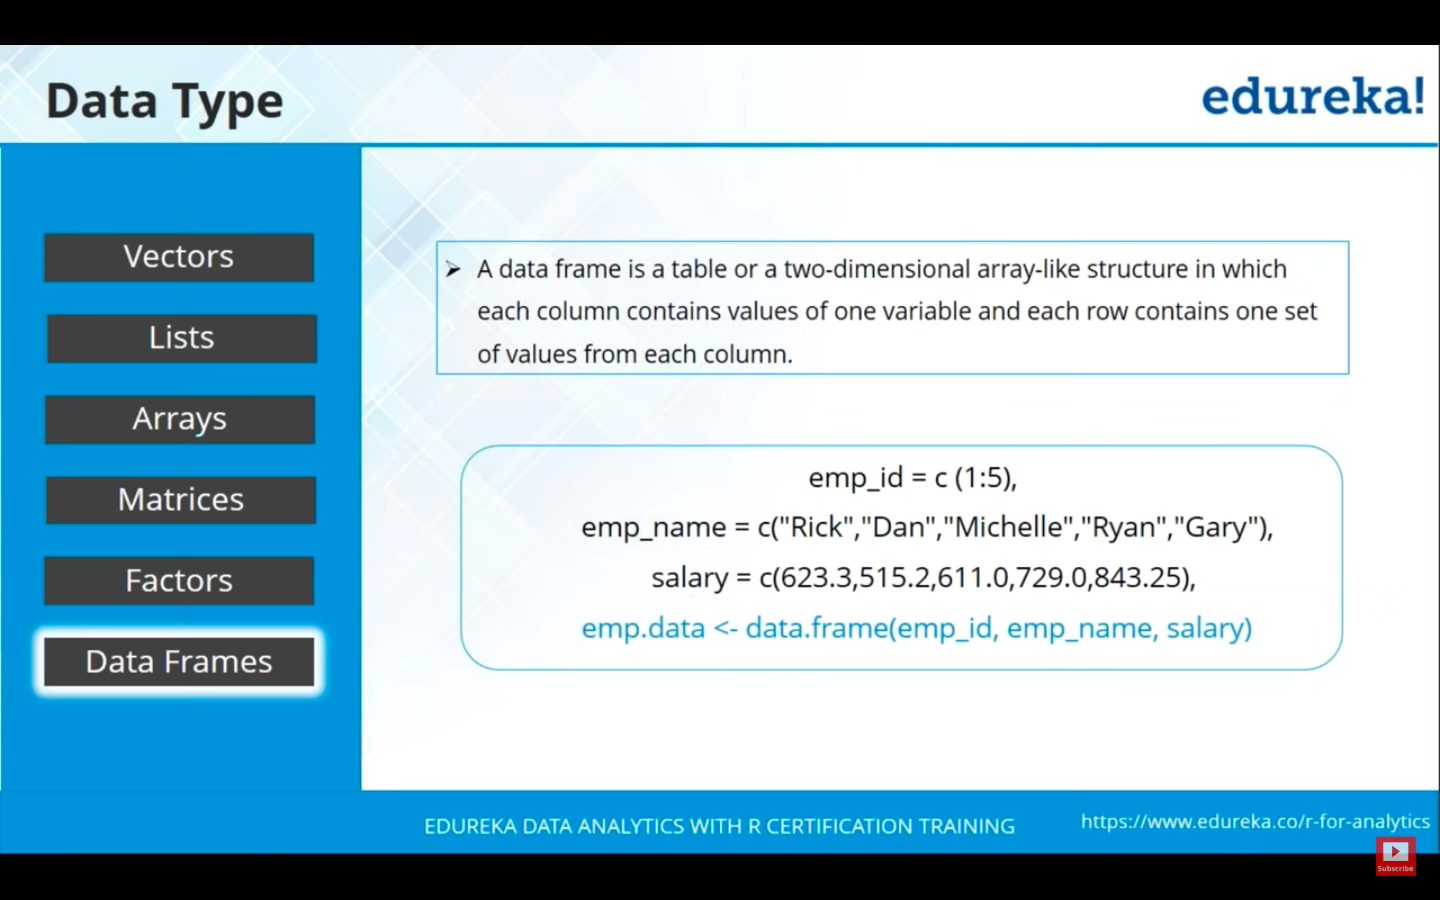 Data Type
edureka!
Vectors
Lists
Arrays
Matrices
Factors
Data Frames
➢ A data frame is a table or a two-dimensional array-like structure in which
each column contains values of one variable and each row contains one set
of values from each column.
emp_id = c (1:5),
emp_name = c("Rick","Dan","Michelle","Ryan","Gary"),
salary = c(623.3,515.2,611.0,729.0,843.25),
emp.data <- data.frame(emp_id, emp_name, salary)
EDUREKA DATA ANALYTICS WITH R CERTIFICATION TRAINING
https://www.edureka.co/r-for-analytics
Subscribe